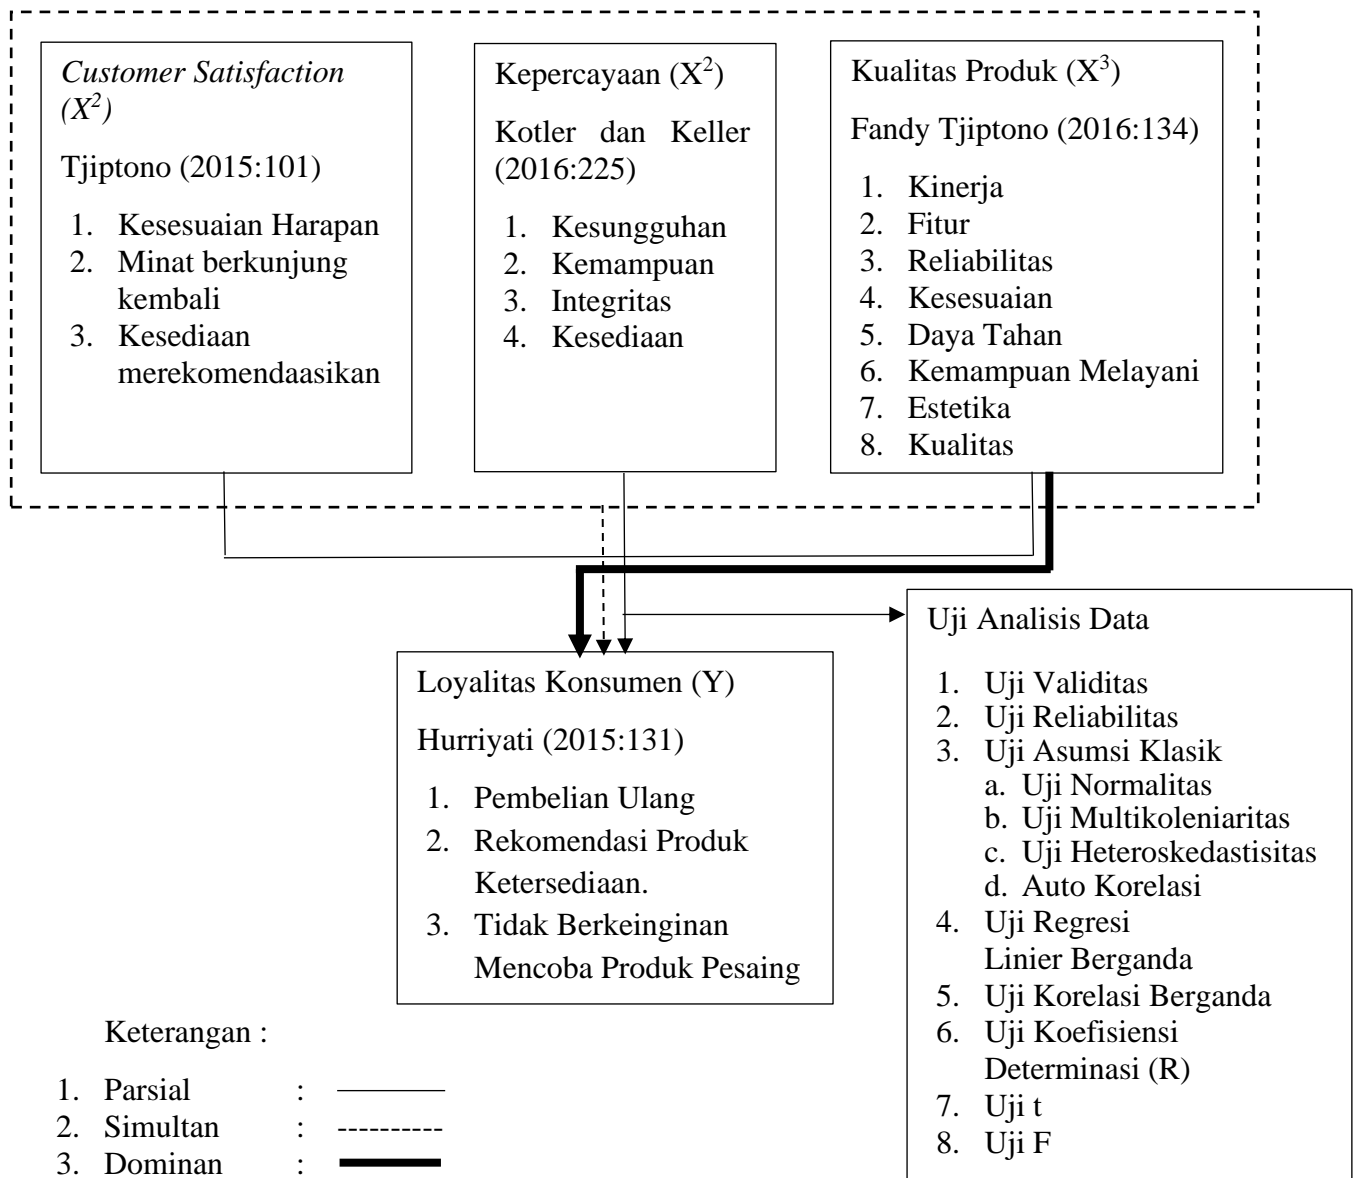 Customer Satisfaction
(X²)
Tjiptono (2015:101)
1. Kesesuaian Harapan
2. Minat berkunjung
kembali
3. Kesediaan
merekomendaasikan
Kepercayaan (X²)
Kotler dan Keller
(2016:225)
1. Kesungguhan
2. Kemampuan
3. Integritas
4. Kesediaan
Kualitas Produk (X³)
Fandy Tjiptono (2016:134)
1. Kinerja
2. Fitur
3. Reliabilitas
4. Kesesuaian
5. Daya Tahan
6. Kemampuan Melayani
7. Estetika
8. Kualitas
Loyalitas Konsumen (Y)
Hurriyati (2015:131)
1. Pembelian Ulang
2. Rekomendasi Produk
Ketersediaan.
3. Tidak Berkeinginan
Mencoba Produk Pesaing
Uji Analisis Data
1. Uji Validitas
2. Uji Reliabilitas
3. Uji Asumsi Klasik
a. Uji Normalitas
b. Uji Multikoleniaritas
c. Uji Heteroskedastisitas
d. Auto Korelasi
4. Uji Regresi
Linier Berganda
5. Uji Korelasi Berganda
6. Uji Koefisiensi
Determinasi (R)
7. Uji t
8. Uji F
Keterangan :
1. Parsial :
2. Simultan : ----------
3. Dominan :